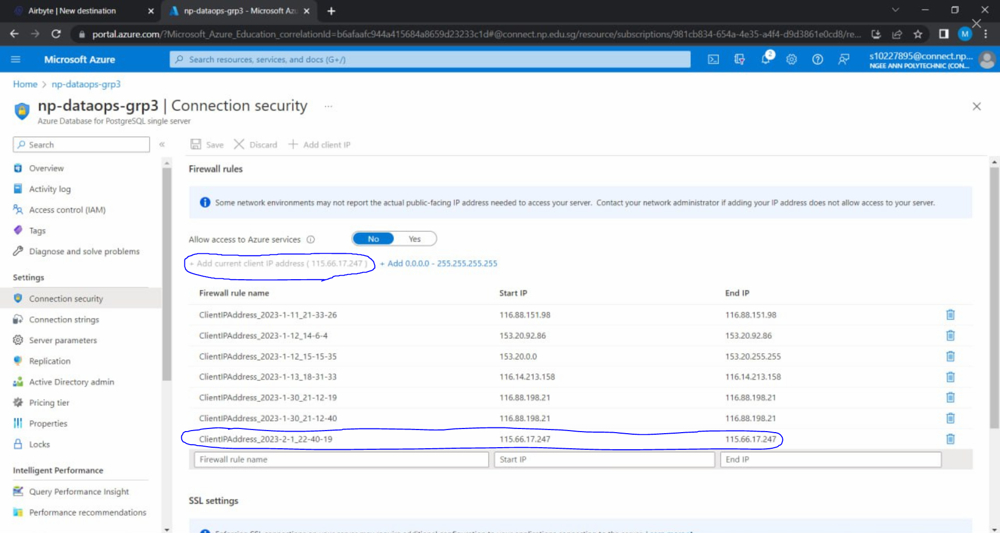 Airbyte | New destination
np-dataops-grp3 - Microsoft Azu
portal.azure.com/?Microsoft_Azure_Education_correlationId=b6afaafc944a415684a8659d23233c1d#@connect.np.edu.sg/resource/subscriptions/981cb834-654a-4e35-a4f4-d9d3861e0cd8/re...
M
Microsoft Azure
Search resources, services, and docs (G+/)
2
s10227895@connect.np...
NGEE ANN POLYTECHNIC (CON...
Home > np-dataops-grp3
np-dataops-grp3 | Connection security ...
Azure Database for PostgreSQL single server
Search
«
Save
Discard
+ Add client IP
Overview
Activity log
Access control (IAM)
Tags
Diagnose and solve problems
Settings
Connection security
Connection strings
Server parameters
Replication
Active Directory admin
Pricing tier
Properties
Locks
Intelligent Performance
Query Performance Insight
Performance recommendations
Firewall rules
Some network environments may not report the actual public-facing IP address needed to access your server. Contact your network administrator if adding your IP address does not allow access to your server.
Allow access to Azure services
No Yes
+ Add current client IP address ( 115.66.17.247 ) + Add 0.0.0.0 - 255.255.255.255
Firewall rule name Start IP End IP
ClientIPAddress_2023-1-11_21-33-26 116.88.151.98 116.88.151.98
ClientIPAddress_2023-1-12_14-6-4 153.20.92.86 153.20.92.86
ClientIPAddress_2023-1-12_15-15-35 153.20.0.0 153.20.255.255
ClientIPAddress_2023-1-13_18-31-33 116.14.213.158 116.14.213.158
ClientIPAddress_2023-1-30_21-12-19 116.88.198.21 116.88.198.21
ClientIPAddress_2023-1-30_21-12-40 116.88.198.21 116.88.198.21
ClientIPAddress_2023-2-1_22-40-19 115.66.17.247 115.66.17.247
Firewall rule name Start IP End IP
SSL settings